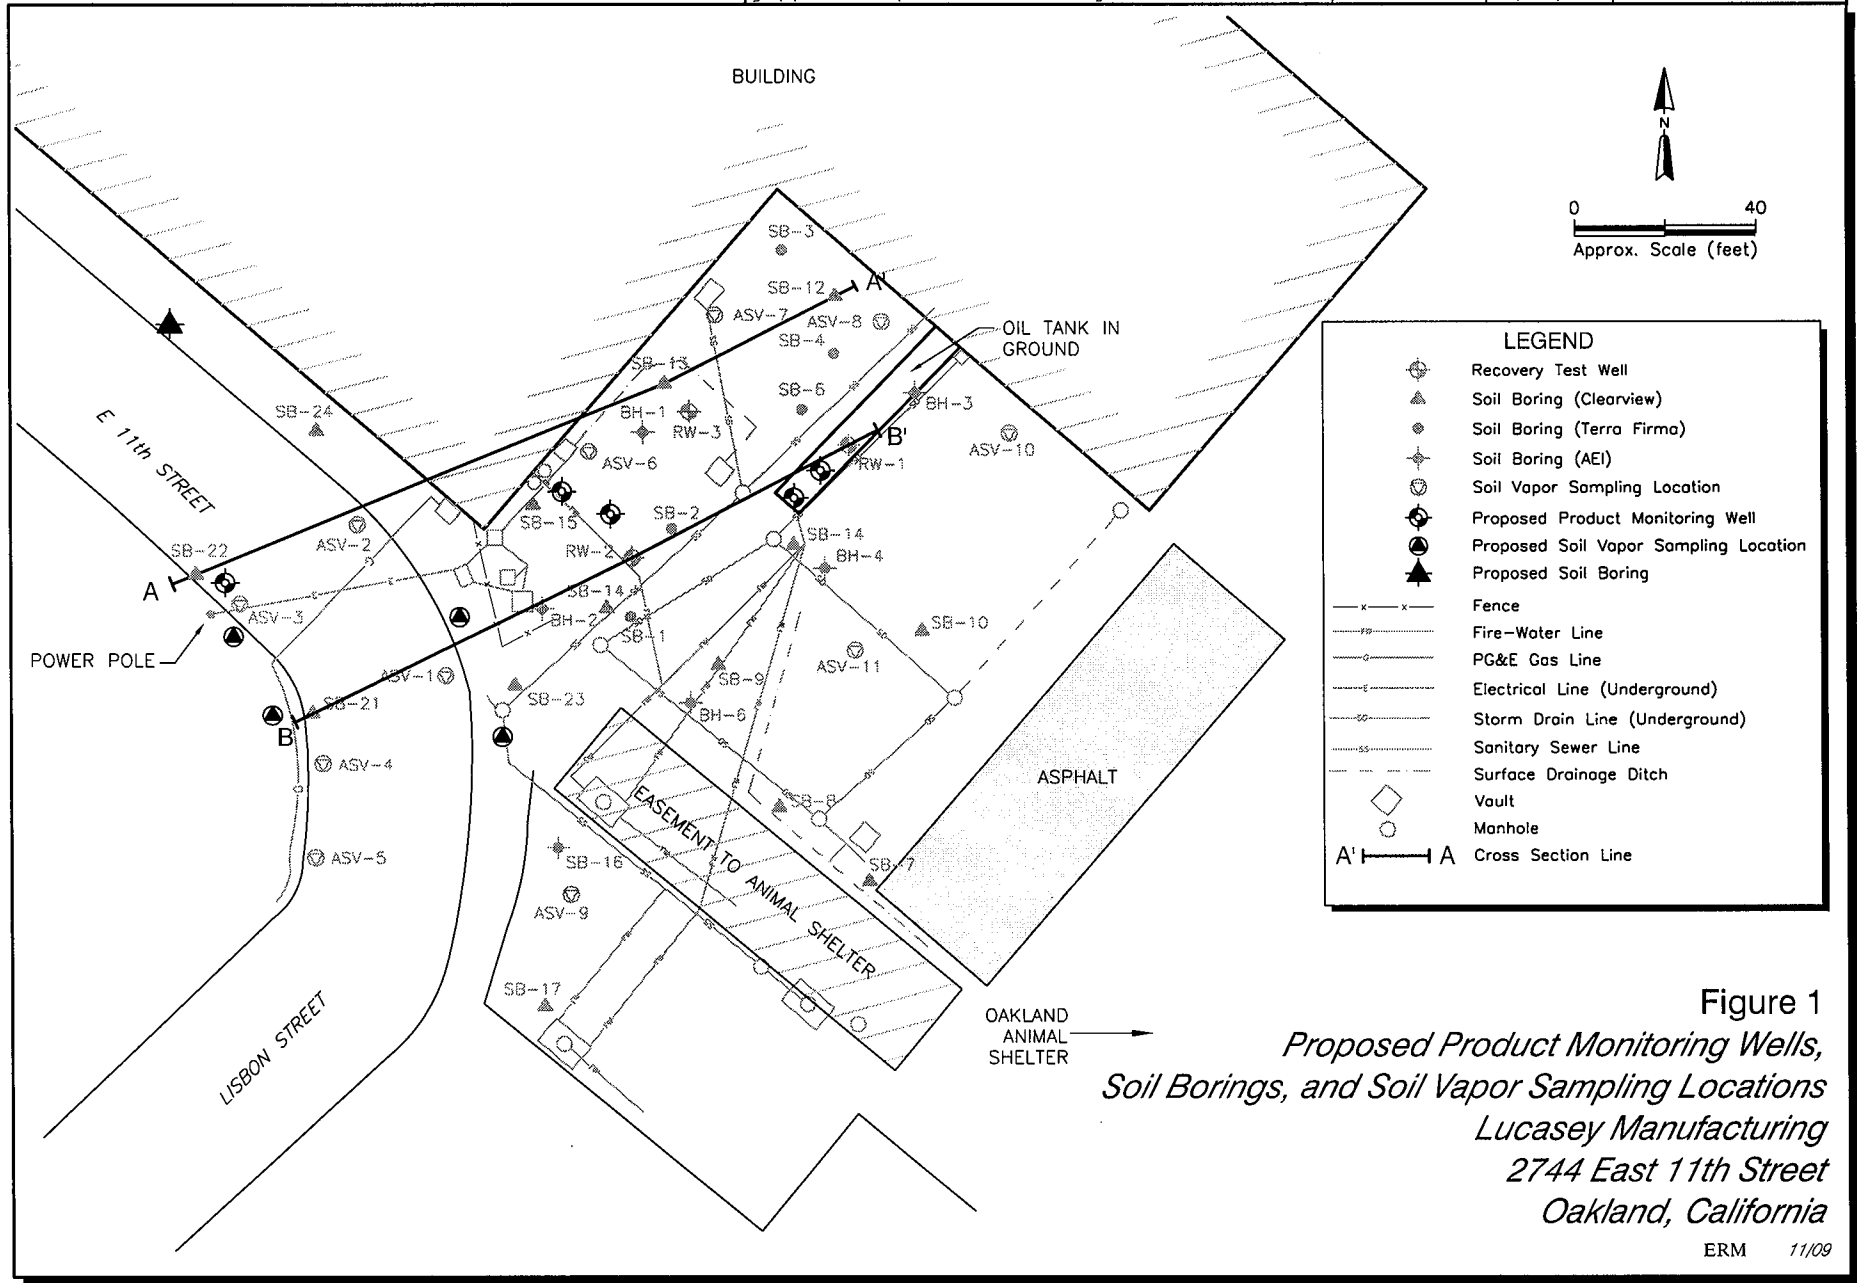 BUILDING
N
0 40
Approx. Scale (feet)
SB-3
SB-12
A'
ASV-7
ASV-8
SB-4
OIL TANK IN
GROUND
SB-13
SB-6
BH-1
RW-3
BH-3
B'
SB-24
E 11th STREET
ASV-6
RW-1
ASV-10
SB-15
SB-2
ASV-2
SB-22
RW-2
SB-14
BH-4
A
SB-14
ASV-3
BH-2
SB-1
SB-10
POWER POLE
ASV-11
ASV-1
SB-9
SB-23
SB-21
BH-6
B
ASV-4
ASPHALT
EASEMENT TO ANIMAL SHELTER
SB-8
ASV-5
SB-16
SB-7
ASV-9
SB-17
LISBON STREET
OAKLAND
ANIMAL
SHELTER
LEGEND
Recovery Test Well
Soil Boring (Clearview)
Soil Boring (Terra Firma)
Soil Boring (AEI)
Soil Vapor Sampling Location
Proposed Product Monitoring Well
Proposed Soil Vapor Sampling Location
Proposed Soil Boring
Fence
Fire-Water Line
PG&E Gas Line
Electrical Line (Underground)
Storm Drain Line (Underground)
Sanitary Sewer Line
Surface Drainage Ditch
Vault
Manhole
A' A Cross Section Line
Figure 1
Proposed Product Monitoring Wells,
Soil Borings, and Soil Vapor Sampling Locations
Lucasey Manufacturing
2744 East 11th Street
Oakland, California
ERM 11/09